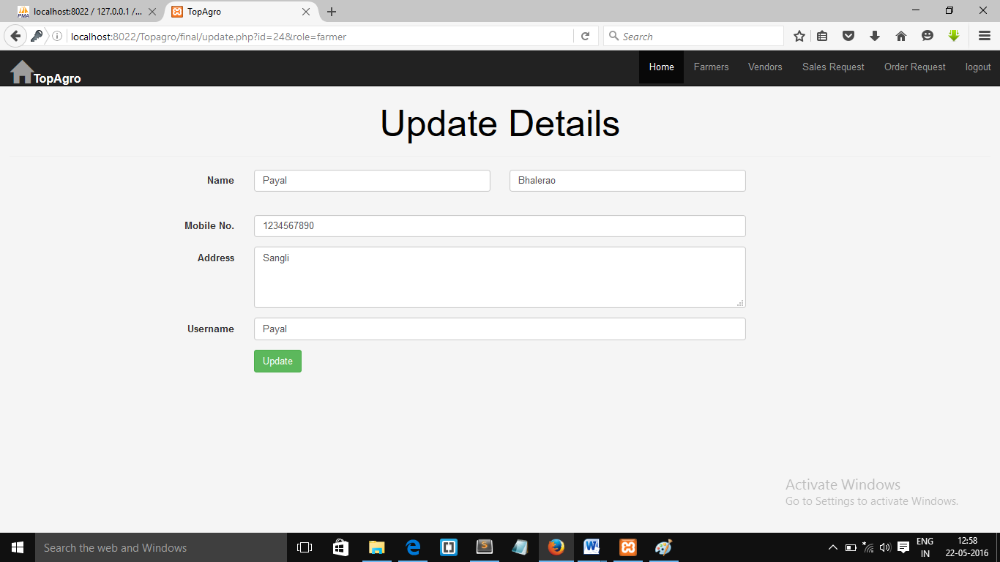 localhost:8022 / 127.0.0.1 /...
TopAgro
localhost:8022/Topagro/final/update.php?id=24&role=farmer
Search
TopAgro
Home Farmers Vendors Sales Request Order Request logout
Update Details
Name Payal Bhalerao
Mobile No. 1234567890
Address Sangli
Username Payal
Update
Activate Windows
Go to Settings to activate Windows.
Search the web and Windows
ENG
IN
12:58
22-05-2016